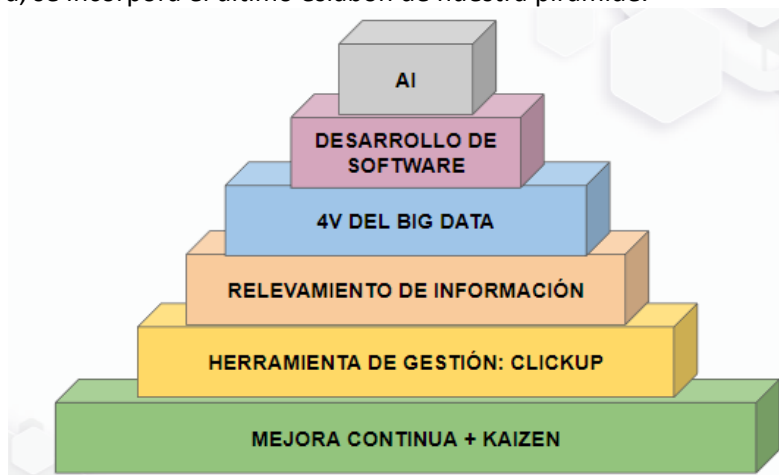 a) se incorpora el último eslabón de nuestra pirámide.
AI
DESARROLLO DE
SOFTWARE
4V DEL BIG DATA
RELEVAMIENTO DE INFORMACIÓN
HERRAMIENTA DE GESTIÓN: CLICKUP
MEJORA CONTINUA + KAIZEN